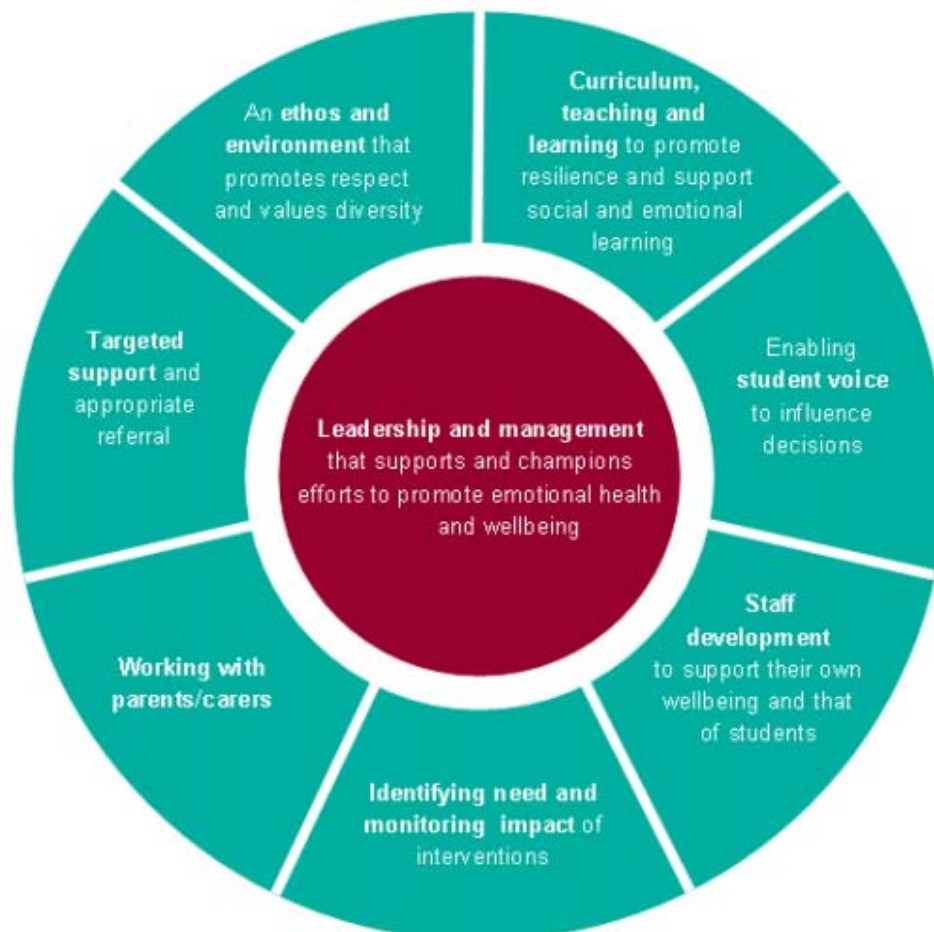 An ethos and
environment that
promotes respect
and values diversity
Curriculum,
teaching and
learning to promote
resilience and support
social and emotional
learning
Enabling
student voice
to influence
decisions
Staff
development
to support their own
wellbeing and that
of students
Identifying need and
monitoring impact of
interventions
Working with
parents/carers
Targeted
support and
appropriate
referral
Leadership and management
that supports and champions
efforts to promote emotional health
and wellbeing